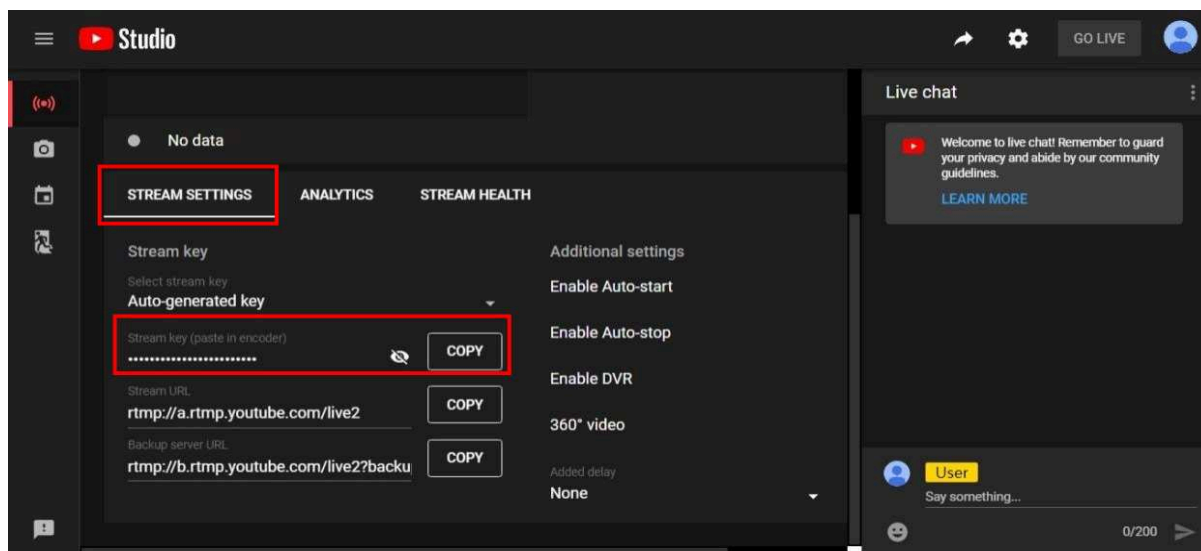 Studio
GO LIVE
No data
STREAM SETTINGS
ANALYTICS
STREAM HEALTH
Stream key
Select stream key
Auto-generated key
Stream key (paste in encoder)
••••••••••••••••••••••••
COPY
Stream URL
rtmp://a.rtmp.youtube.com/live2
COPY
Backup server URL
rtmp://b.rtmp.youtube.com/live2?backu
COPY
Additional settings
Enable Auto-start
Enable Auto-stop
Enable DVR
360° video
Added delay
None
Live chat
Welcome to live chat! Remember to guard
your privacy and abide by our community
guidelines.
LEARN MORE
User
Say something...
0/200